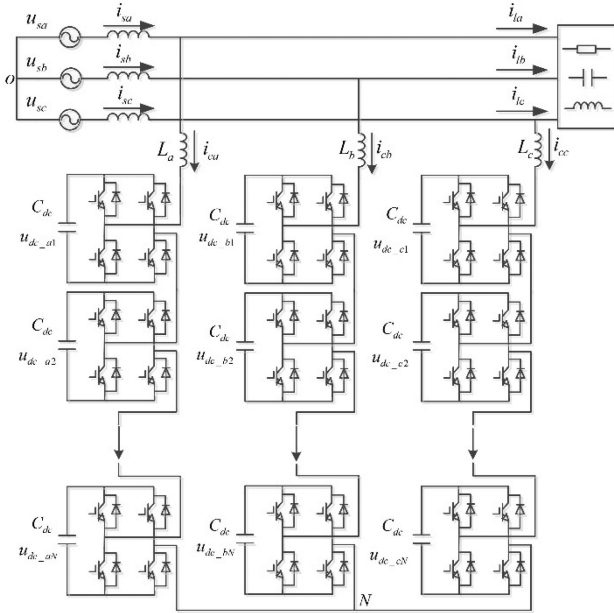 u_sa i_sa i_la
u_sb i_sb i_lb
o
u_sc i_sc i_lc
L_a i_ca L_b i_cb L_c i_cc
C_dc C_dc C_dc
u_dc_a1 u_dc_b1 u_dc_c1
C_dc C_dc C_dc
u_dc_a2 u_dc_b2 u_dc_c2
C_dc C_dc C_dc
u_dc_aN u_dc_bN u_dc_cN
N